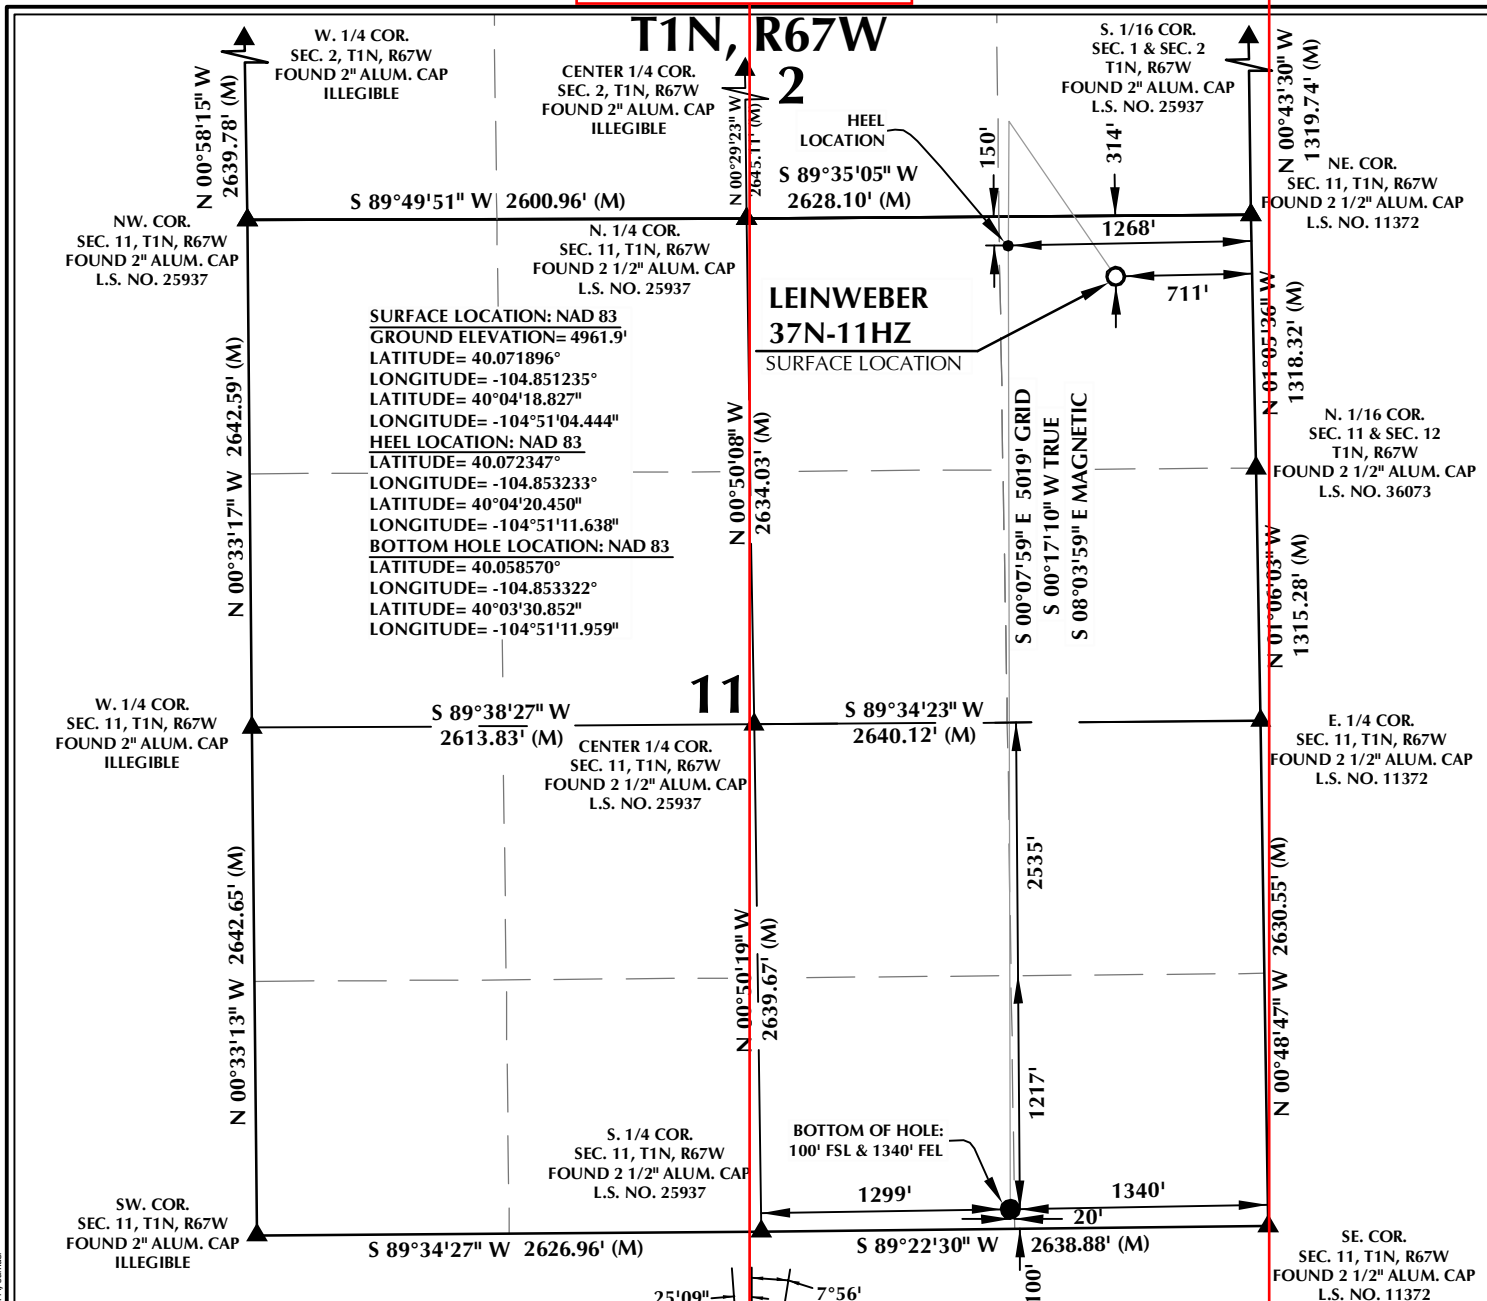 T1N, R67W
2
W. 1/4 COR.
SEC. 2, T1N, R67W
FOUND 2" ALUM. CAP
ILLEGIBLE
CENTER 1/4 COR.
SEC. 2, T1N, R67W
FOUND 2" ALUM. CAP
ILLEGIBLE
S. 1/16 COR.
SEC. 1 & SEC. 2
T1N, R67W
FOUND 2" ALUM. CAP
L.S. NO. 25937
N 00°58'15" W
2639.78' (M)
N 00°29'23" W
2645.11' (M)
N 00°43'30" W
1319.74' (M)
HEEL
LOCATION
150'
314'
S 89°49'51" W 2600.96' (M)
S 89°35'05" W
2628.10' (M)
NE. COR.
SEC. 11, T1N, R67W
FOUND 2 1/2" ALUM. CAP
L.S. NO. 11372
NW. COR.
SEC. 11, T1N, R67W
FOUND 2" ALUM. CAP
L.S. NO. 25937
N. 1/4 COR.
SEC. 11, T1N, R67W
FOUND 2 1/2" ALUM. CAP
L.S. NO. 25937
1268'
711'
LEINWEBER
37N-11HZ
SURFACE LOCATION
SURFACE LOCATION: NAD 83
GROUND ELEVATION= 4961.9'
LATITUDE= 40.071896°
LONGITUDE= -104.851235°
LATITUDE= 40°04'18.827"
LONGITUDE= -104°51'04.444"
HEEL LOCATION: NAD 83
LATITUDE= 40.072347°
LONGITUDE= -104.853233°
LATITUDE= 40°04'20.450"
LONGITUDE= -104°51'11.638"
BOTTOM HOLE LOCATION: NAD 83
LATITUDE= 40.058570°
LONGITUDE= -104.853322°
LATITUDE= 40°03'30.852"
LONGITUDE= -104°51'11.959"
N 00°33'17" W 2642.59' (M)
N 00°50'08" W
2634.03' (M)
S 00°07'59" E 5019' GRID
S 00°17'10" W TRUE
S 08°03'59" E MAGNETIC
N 01°05'36" W
1318.32' (M)
N. 1/16 COR.
SEC. 11 & SEC. 12
T1N, R67W
FOUND 2 1/2" ALUM. CAP
L.S. NO. 36073
N 01°06'03" W
1315.28' (M)
11
W. 1/4 COR.
SEC. 11, T1N, R67W
FOUND 2" ALUM. CAP
ILLEGIBLE
S 89°38'27" W
2613.83' (M)
S 89°34'23" W
2640.12' (M)
CENTER 1/4 COR.
SEC. 11, T1N, R67W
FOUND 2 1/2" ALUM. CAP
L.S. NO. 25937
E. 1/4 COR.
SEC. 11, T1N, R67W
FOUND 2 1/2" ALUM. CAP
L.S. NO. 11372
N 00°33'13" W 2642.65' (M)
N 00°50'19" W
2639.67' (M)
2535'
1217'
N 00°48'47" W 2630.55' (M)
S. 1/4 COR.
SEC. 11, T1N, R67W
FOUND 2 1/2" ALUM. CAP
L.S. NO. 25937
BOTTOM OF HOLE:
100' FSL & 1340' FEL
1299'
1340'
20'
SW. COR.
SEC. 11, T1N, R67W
FOUND 2" ALUM. CAP
ILLEGIBLE
S 89°34'27" W 2626.96' (M)
S 89°22'30" W 2638.88' (M)
SE. COR.
SEC. 11, T1N, R67W
FOUND 2 1/2" ALUM. CAP
L.S. NO. 11372
100'
25'09"
7°56'